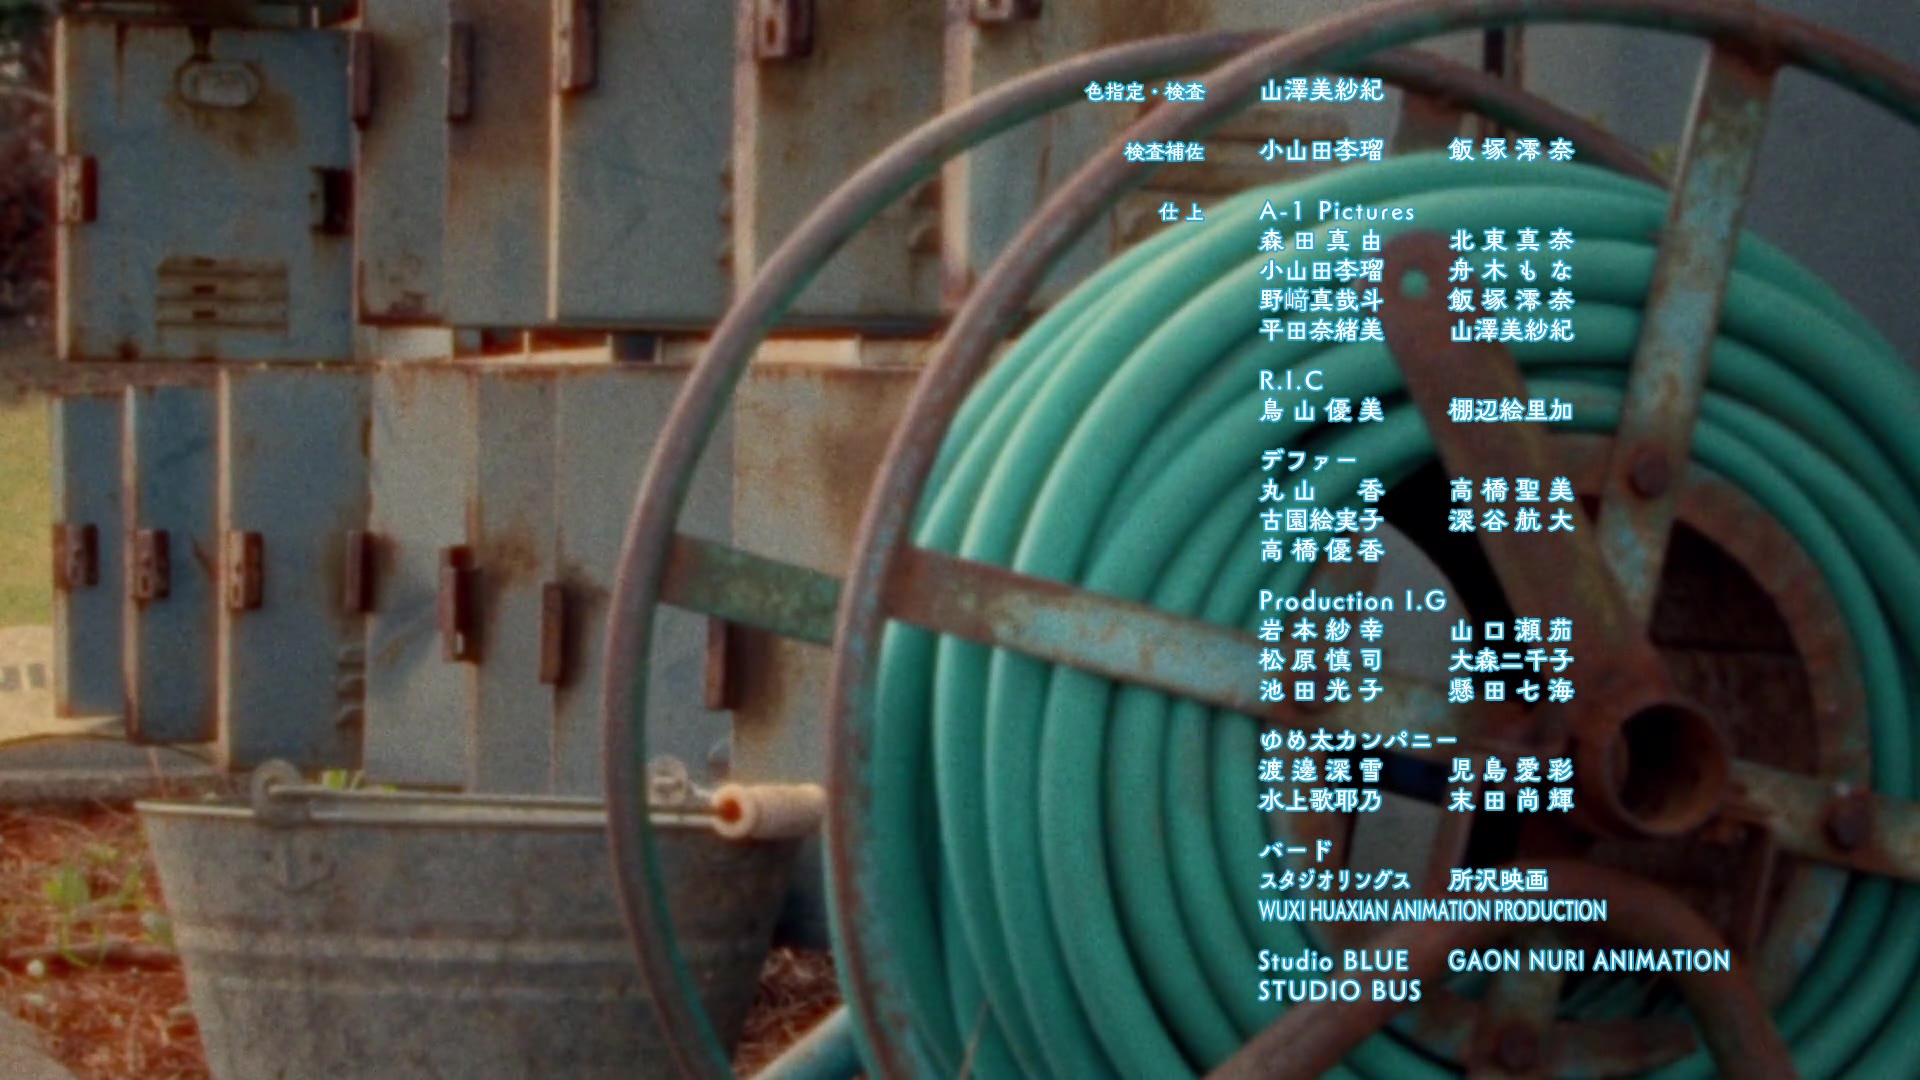 色指定・検査 山澤美紗紀
検査補佐 小山田李瑠 飯塚澪奈
仕上 A-1 Pictures
森田真由 北東真奈
小山田李瑠 舟木もな
野﨑真哉斗 飯塚澪奈
平田奈緒美 山澤美紗紀
R.I.C
鳥山優美 棚辺絵里加
デファー
丸山 香 高橋聖美
古園絵実子 深谷航大
高橋優香
Production I.G
岩本紗幸 山口瀬茄
松原慎司 大森二千子
池田光子 懸田七海
ゆめ太カンパニー
渡邊深雪 児島愛彩
水上歌耶乃 末田尚輝
バード
スタジオリングス 所沢映画
WUXI HUAXIAN ANIMATION PRODUCTION
Studio BLUE GAON NURI ANIMATION
STUDIO BUS